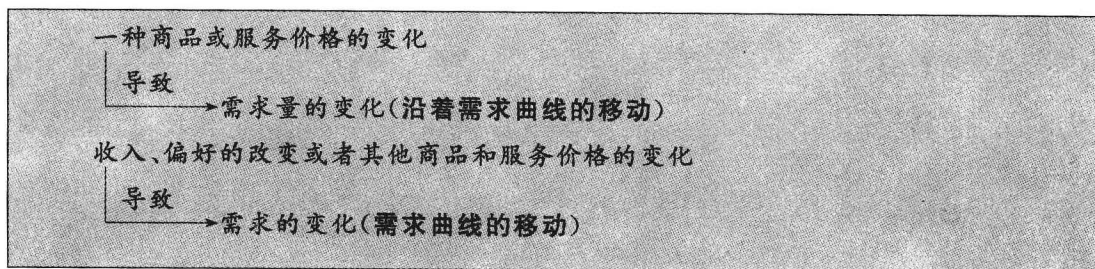 一种商品或服务价格的变化
导致
需求量的变化(沿着需求曲线的移动)
收入、偏好的改变或者其他商品和服务价格的变化
导致
需求的变化(需求曲线的移动)